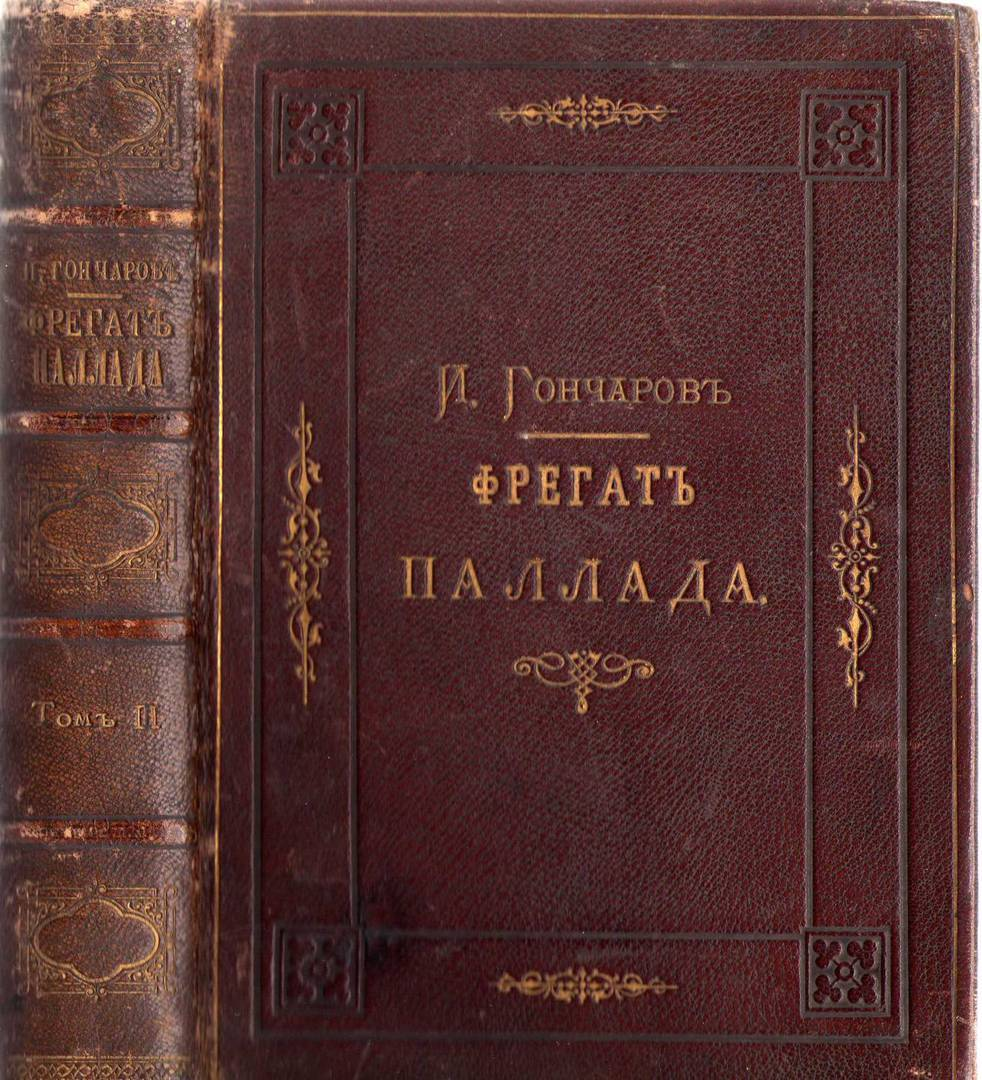 И. ГОНЧАРОВЪ
ФРЕГАТЪ
ПАЛЛАДА
Томъ II
И. ГОНЧАРОВЪ
ФРЕГАТЪ
ПАЛЛАДА.